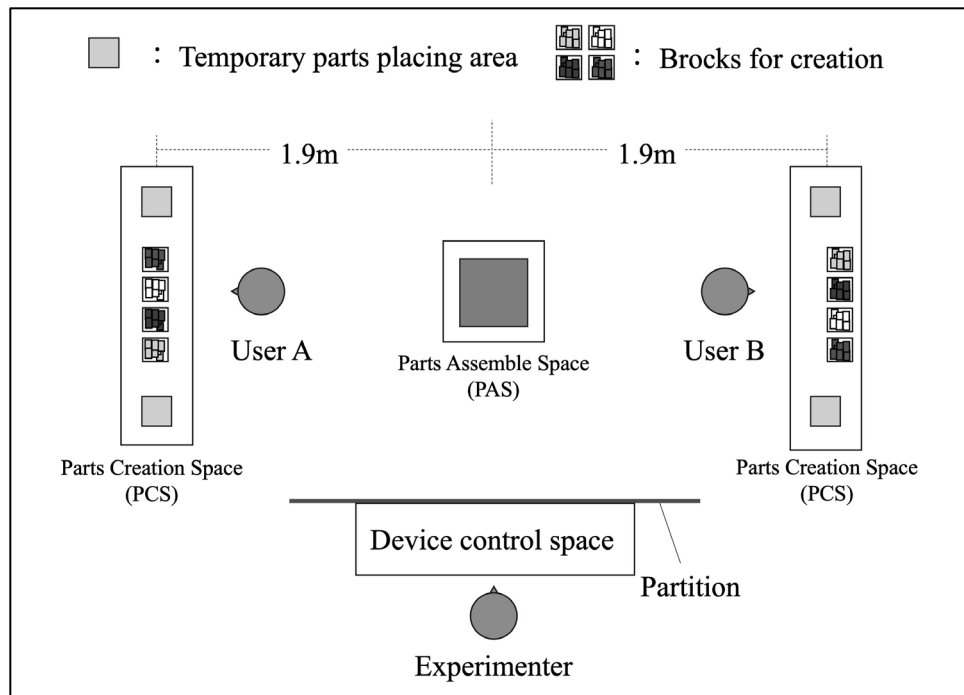 : Temporary parts placing area
: Brocks for creation
1.9m
1.9m
User A
User B
Parts Assemble Space
(PAS)
Parts Creation Space
(PCS)
Parts Creation Space
(PCS)
Device control space
Partition
Experimenter